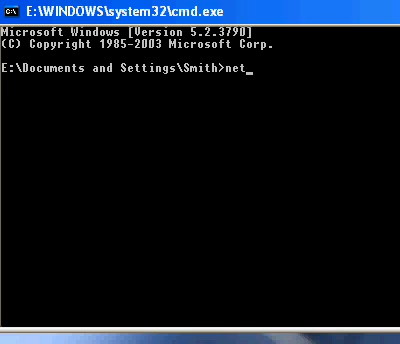 E:\WINDOWS\system32\cmd.exe
Microsoft Windows [Version 5.2.3790]
(C) Copyright 1985-2003 Microsoft Corp.
E:\Documents and Settings\Smith>net_